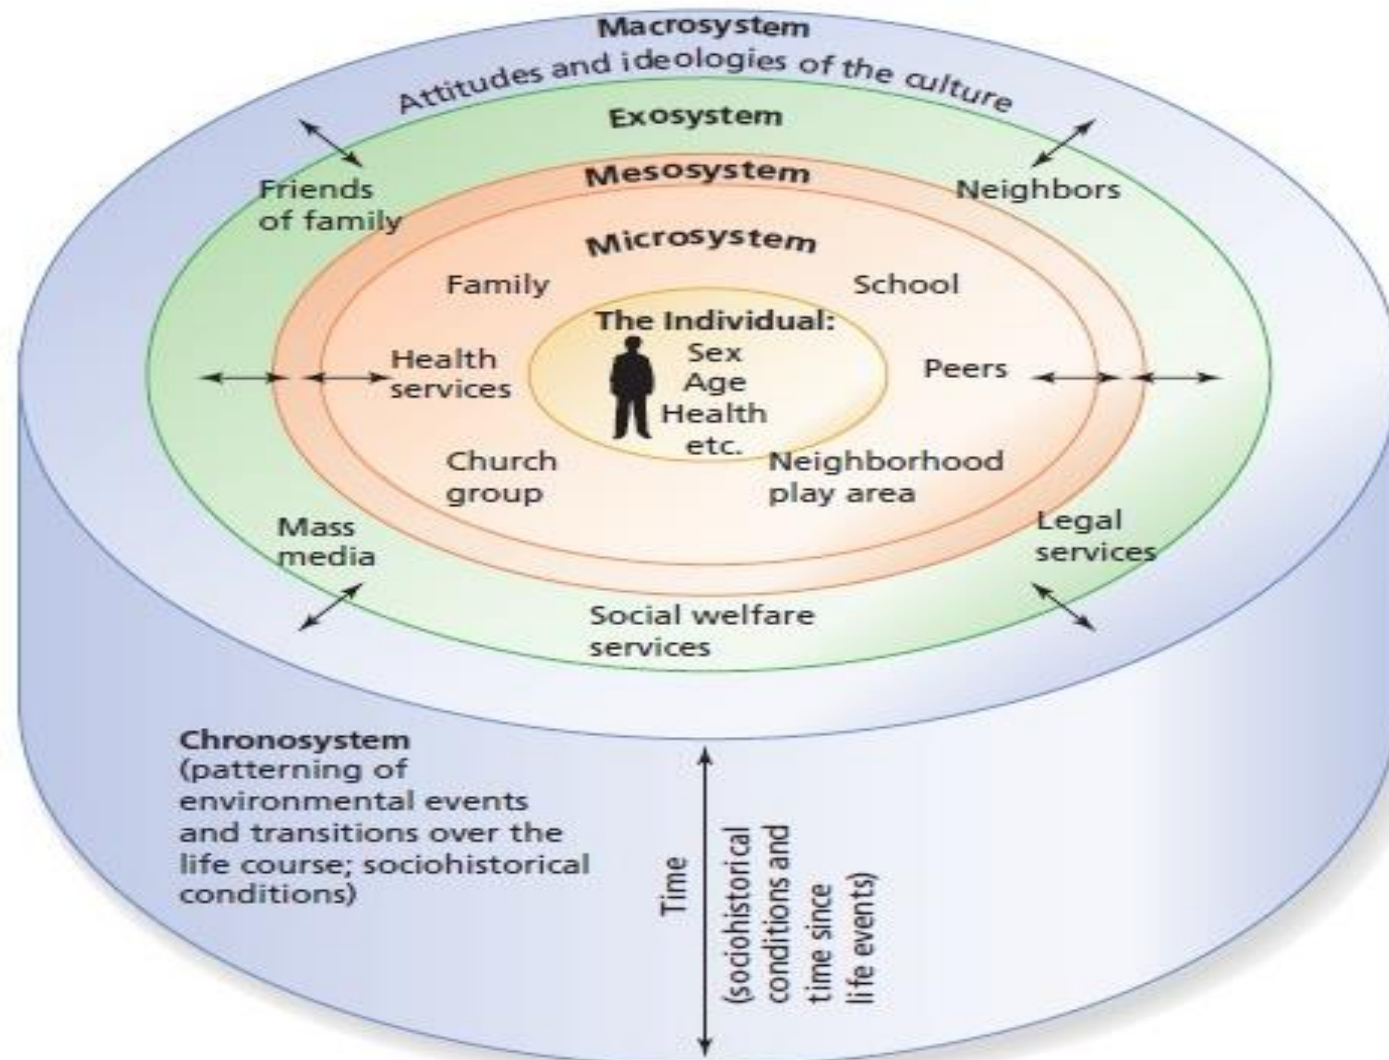 Macrosystem
Attitudes and ideologies of the culture
Exosystem
Mesosystem
Friends
of family
Neighbors
Microsystem
Family
School
The Individual:
Sex
Age
Health
etc.
Health
services
Peers
Church
group
Neighborhood
play area
Mass
media
Legal
services
Social welfare
services
Chronosystem
(patterning of
environmental events
and transitions over the
life course; sociohistorical
conditions)
Time
(sociohistorical
conditions and
time since
life events)